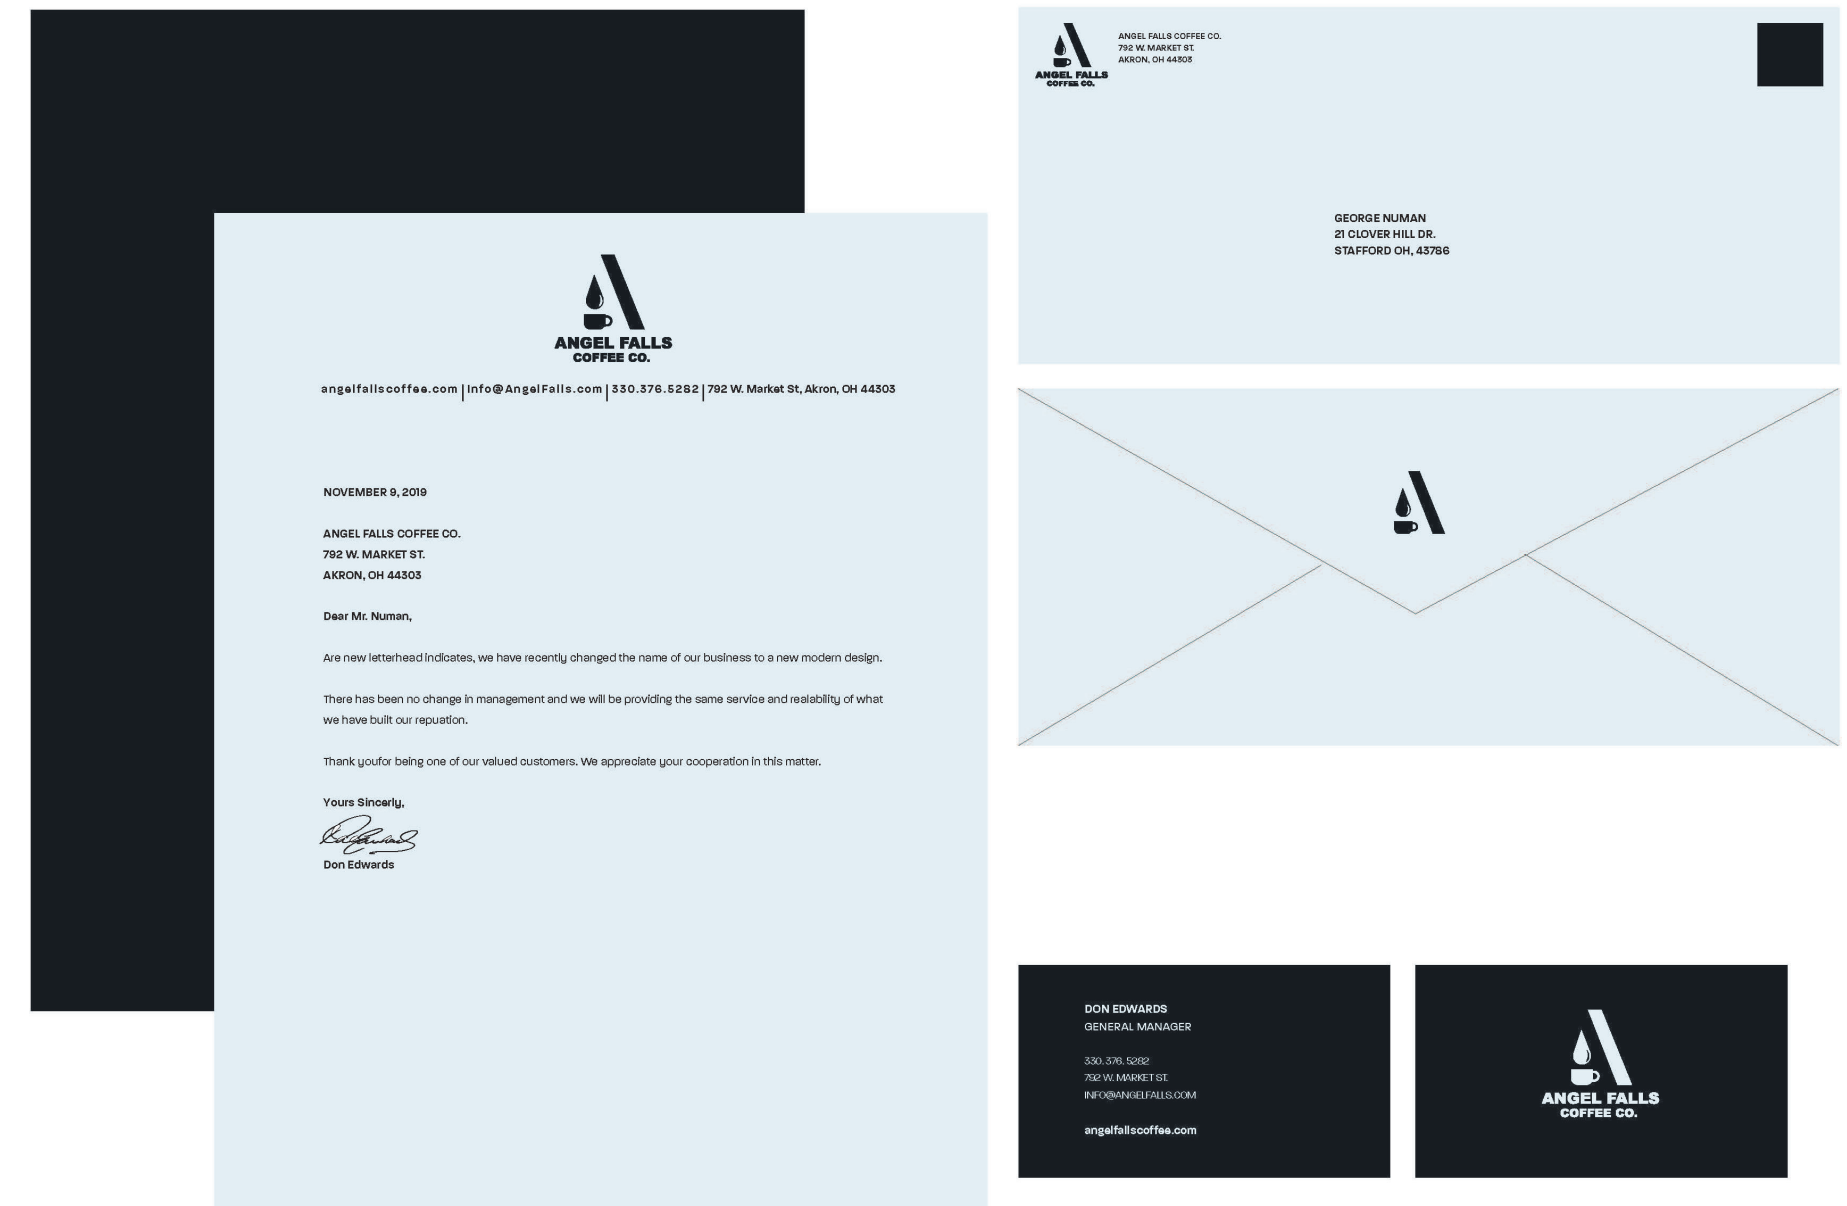 ANGEL FALLS
COFFEE CO.
angelfallscoffee.com | Info@AngelFalls.com | 330.376.5282 | 792 W. Market St, Akron, OH 44303
NOVEMBER 9, 2019
ANGEL FALLS COFFEE CO.
792 W. MARKET ST.
AKRON, OH 44303
Dear Mr. Numan,
Are new letterhead indicates, we have recently changed the name of our business to a new modern design.
There has been no change in management and we will be providing the same service and realability of what
we have built our repuation.
Thank youfor being one of our valued customers. We appreciate your cooperation in this matter.
Yours Sincerly,
Don Edwards
ANGEL FALLS
COFFEE CO.
ANGEL FALLS COFFEE CO.
792 W. MARKET ST.
AKRON, OH 44303
GEORGE NUMAN
21 CLOVER HILL DR.
STAFFORD OH, 43786
DON EDWARDS
GENERAL MANAGER
330. 376. 5282
792 W. MARKET ST.
INFO@ANGELFALLS.COM
angelfallscoffee.com
ANGEL FALLS
COFFEE CO.